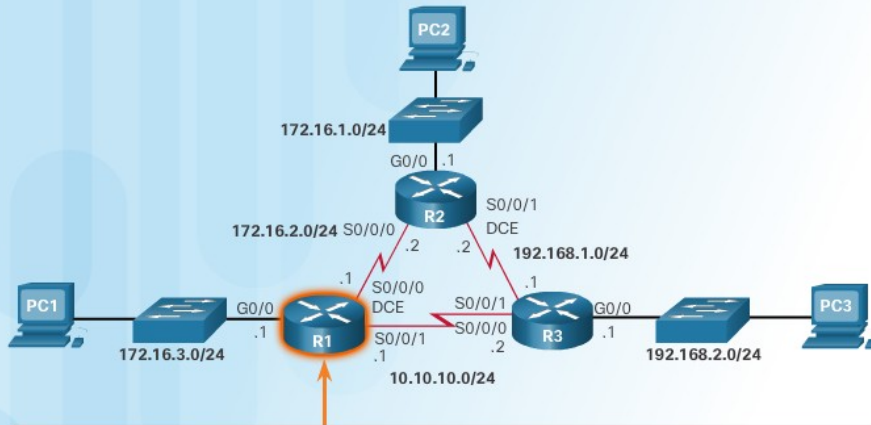 PC2
172.16.1.0/24
G0/0 .1
R2
S0/0/1
DCE
172.16.2.0/24 S0/0/0
.2
.2
192.168.1.0/24
.1
S0/0/0
DCE
.1
PC1
G0/0
.1
R1
S0/0/1
.1
S0/0/1
S0/0/0
.2
R3
G0/0
.1
PC3
172.16.3.0/24
192.168.2.0/24
10.10.10.0/24